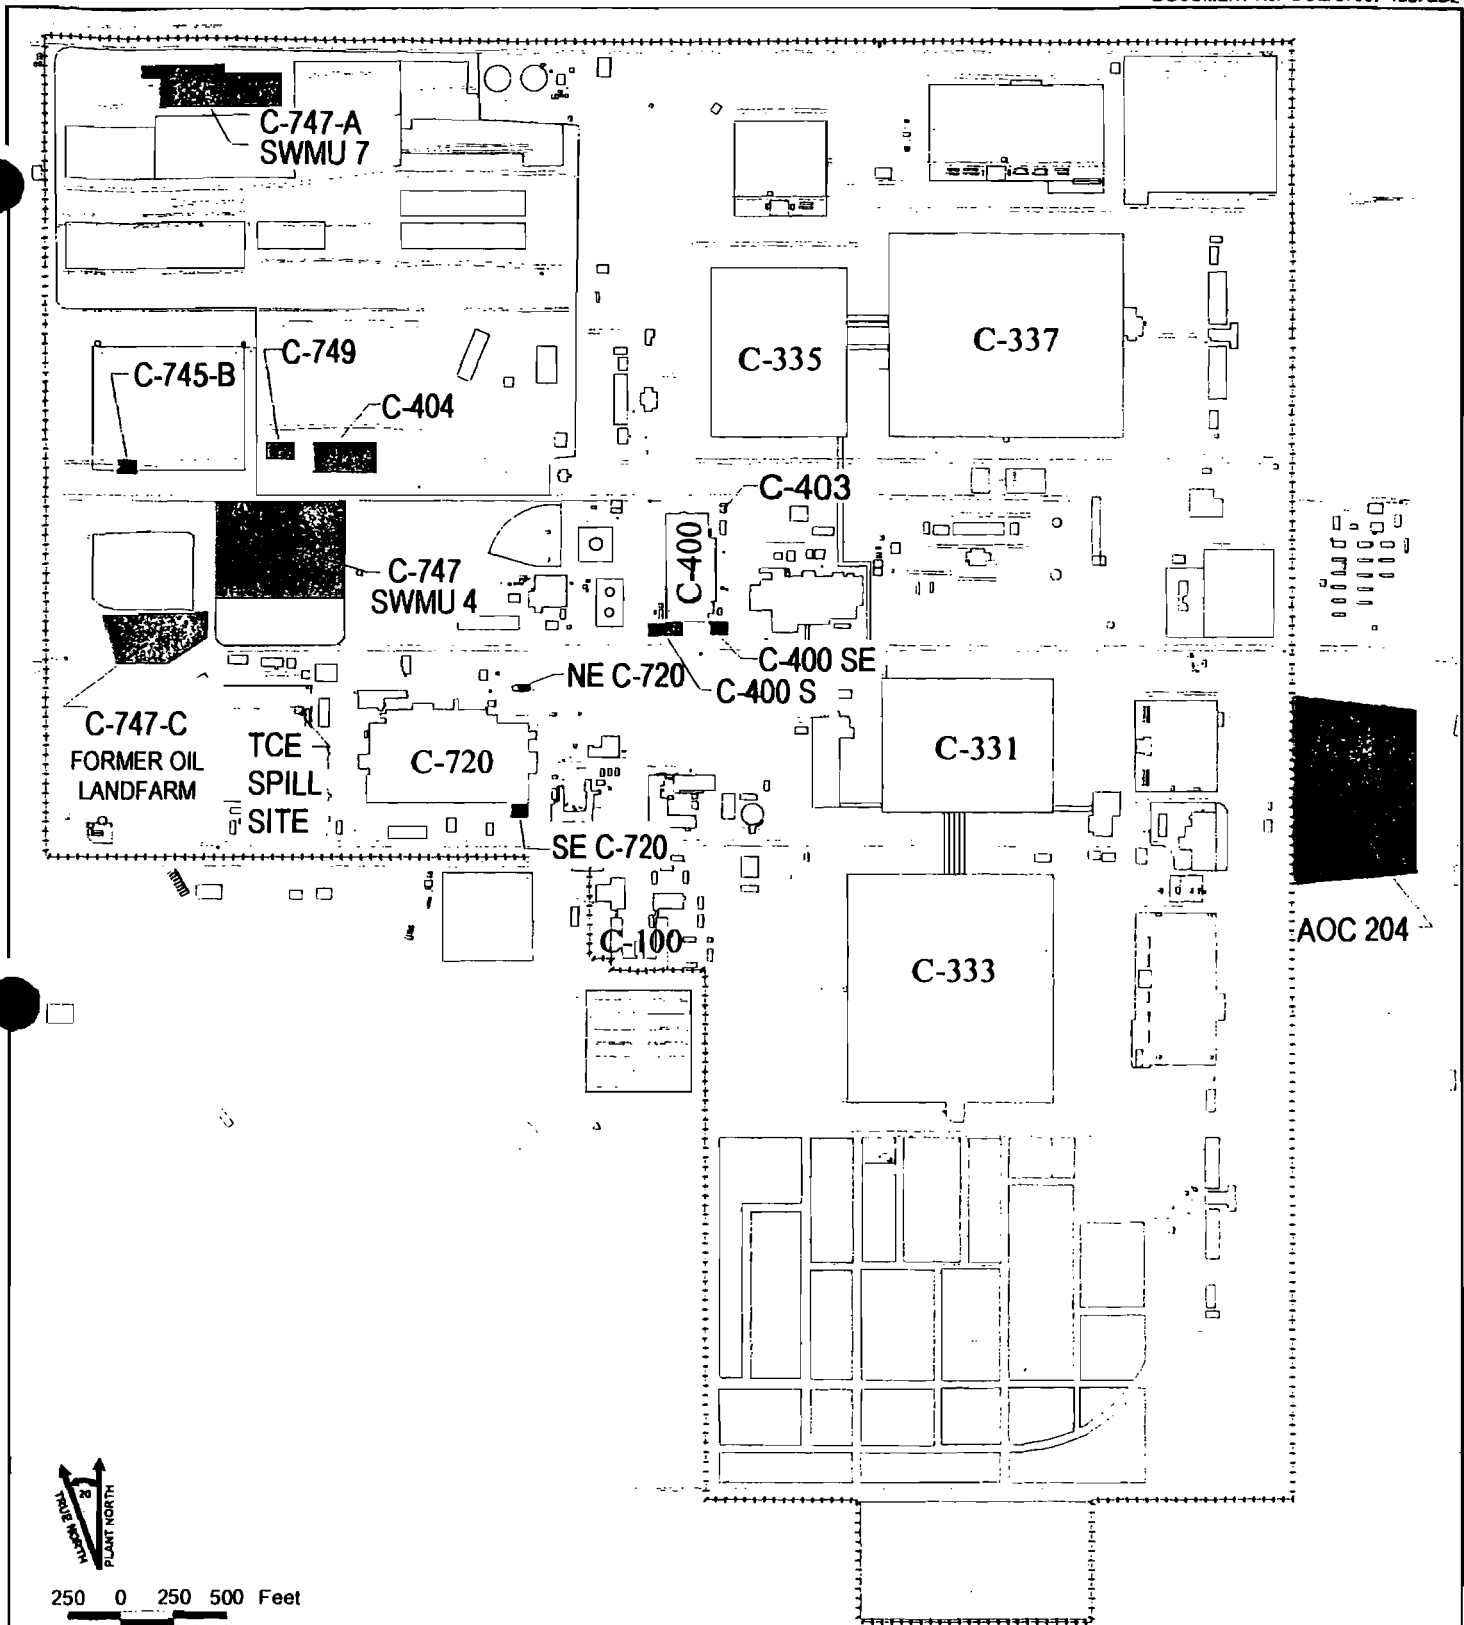 C-747-A
SWMU 7
C-335
C-337
C-749
C-745-B
C-404
C-403
C-400
C-747
SWMU 4
C-400 SE
NE C-720
C-400 S
C-747-C
FORMER OIL
LANDFARM
TCE
SPILL
SITE
C-720
C-331
SE C-720
AOC 204
C-100
C-333
20
TRUE NORTH
PLANT NORTH
250 0 250 500 Feet